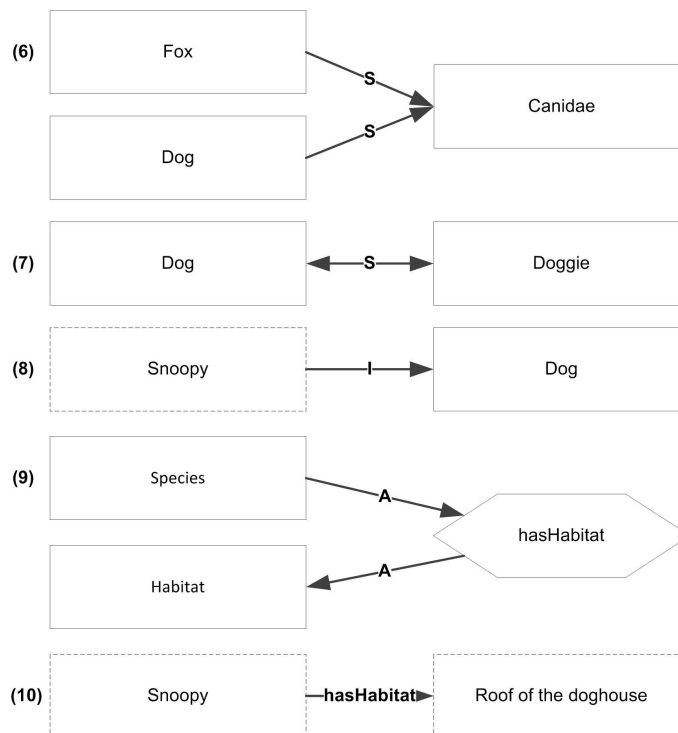 (6)
Fox
S
Canidae
S
Dog
(7)
Dog
S
Doggie
(8)
Snoopy
I
Dog
(9)
Species
A
hasHabitat
A
Habitat
(10)
Snoopy
hasHabitat
Roof of the doghouse